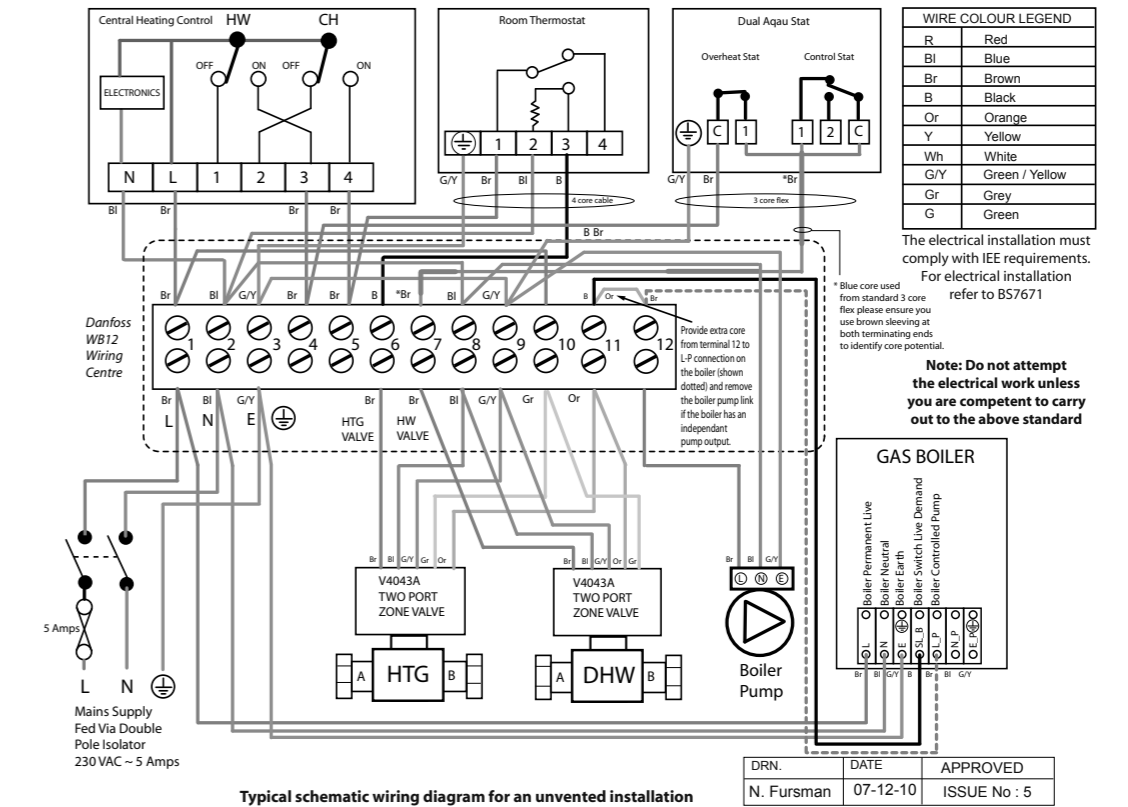 Central Heating Control
HW
CH
OFF
ON
OFF
ON
ELECTRONICS
N
L
1
2
3
4
Bl
Br
Br
Br
Room Thermostat
1
2
3
4
G/Y
Br
Bl
B
4 core cable
Dual Aqau Stat
Overheat Stat
Control Stat
C
1
1
2
C
G/Y
Br
*Br
3 core flex
B Br
WIRE COLOUR LEGEND
R Red
Bl Blue
Br Brown
B Black
Or Orange
Y Yellow
Wh White
G/Y Green / Yellow
Gr Grey
G Green
The electrical installation must
comply with IEE requirements.
For electrical installation
refer to BS7671
* Blue core used
from standard 3 core
flex please ensure you
use brown sleeving at
both terminating ends
to identify core potential.
Note: Do not attempt
the electrical work unless
you are competent to carry
out to the above standard
Br
Bl
G/Y
Br
Br
B
*Br
Bl
G/Y
B
Or
Br
Danfoss
WB12
Wiring
Centre
1
2
3
4
5
6
7
8
9
10
11
12
Provide extra core
from terminal 12 to
L-P connection on
the boiler (shown
dotted) and remove
the boiler pump link
if the boiler has an
independant
pump output.
Br
Bl
G/Y
Br
Br
Bl
G/Y
Gr
Or
L
N
E
HTG
VALVE
HW
VALVE
GAS BOILER
Boiler Permanent Live
Boiler Neutral
Boiler Earth
Boiler Switch Live Demand
Boiler Controlled Pump
L
N
E
SL_B
L_P
N_P
E_P
Br
Bl
G/Y
B
Br
Bl
G/Y
5 Amps
L
N
Mains Supply
Fed Via Double
Pole Isolator
230 VAC ~ 5 Amps
Br
Bl
G/Y
Gr
Or
V4043A
TWO PORT
ZONE VALVE
A
HTG
B
Br
Bl
G/Y
Or
Gr
V4043A
TWO PORT
ZONE VALVE
A
DHW
B
Br
Bl
G/Y
L
N
E
Boiler
Pump
DRN.
DATE
APPROVED
N. Fursman
07-12-10
ISSUE No : 5
Typical schematic wiring diagram for an unvented installation